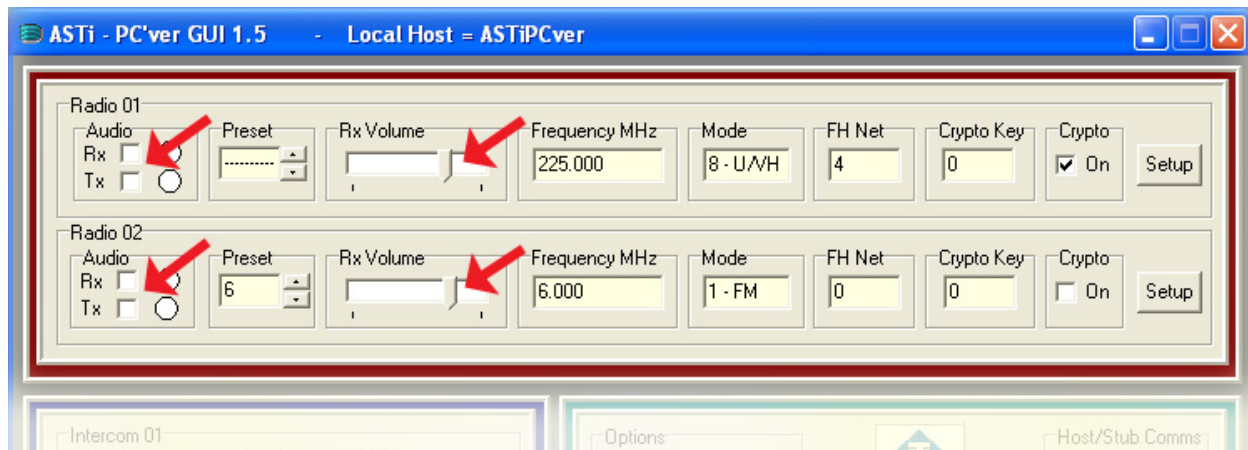 ASTi - PC'ver GUI 1.5 - Local Host = ASTiPCver
Radio 01
Audio Preset Rx Volume Frequency MHz Mode FH Net Crypto Key Crypto
Rx ---------- 225.000 8 - U/VH 4 0 On Setup
Tx
Radio 02
Audio Preset Rx Volume Frequency MHz Mode FH Net Crypto Key Crypto
Rx 6 6.000 1 - FM 0 0 On Setup
Tx
Intercom 01 Options Host/Stub Comms